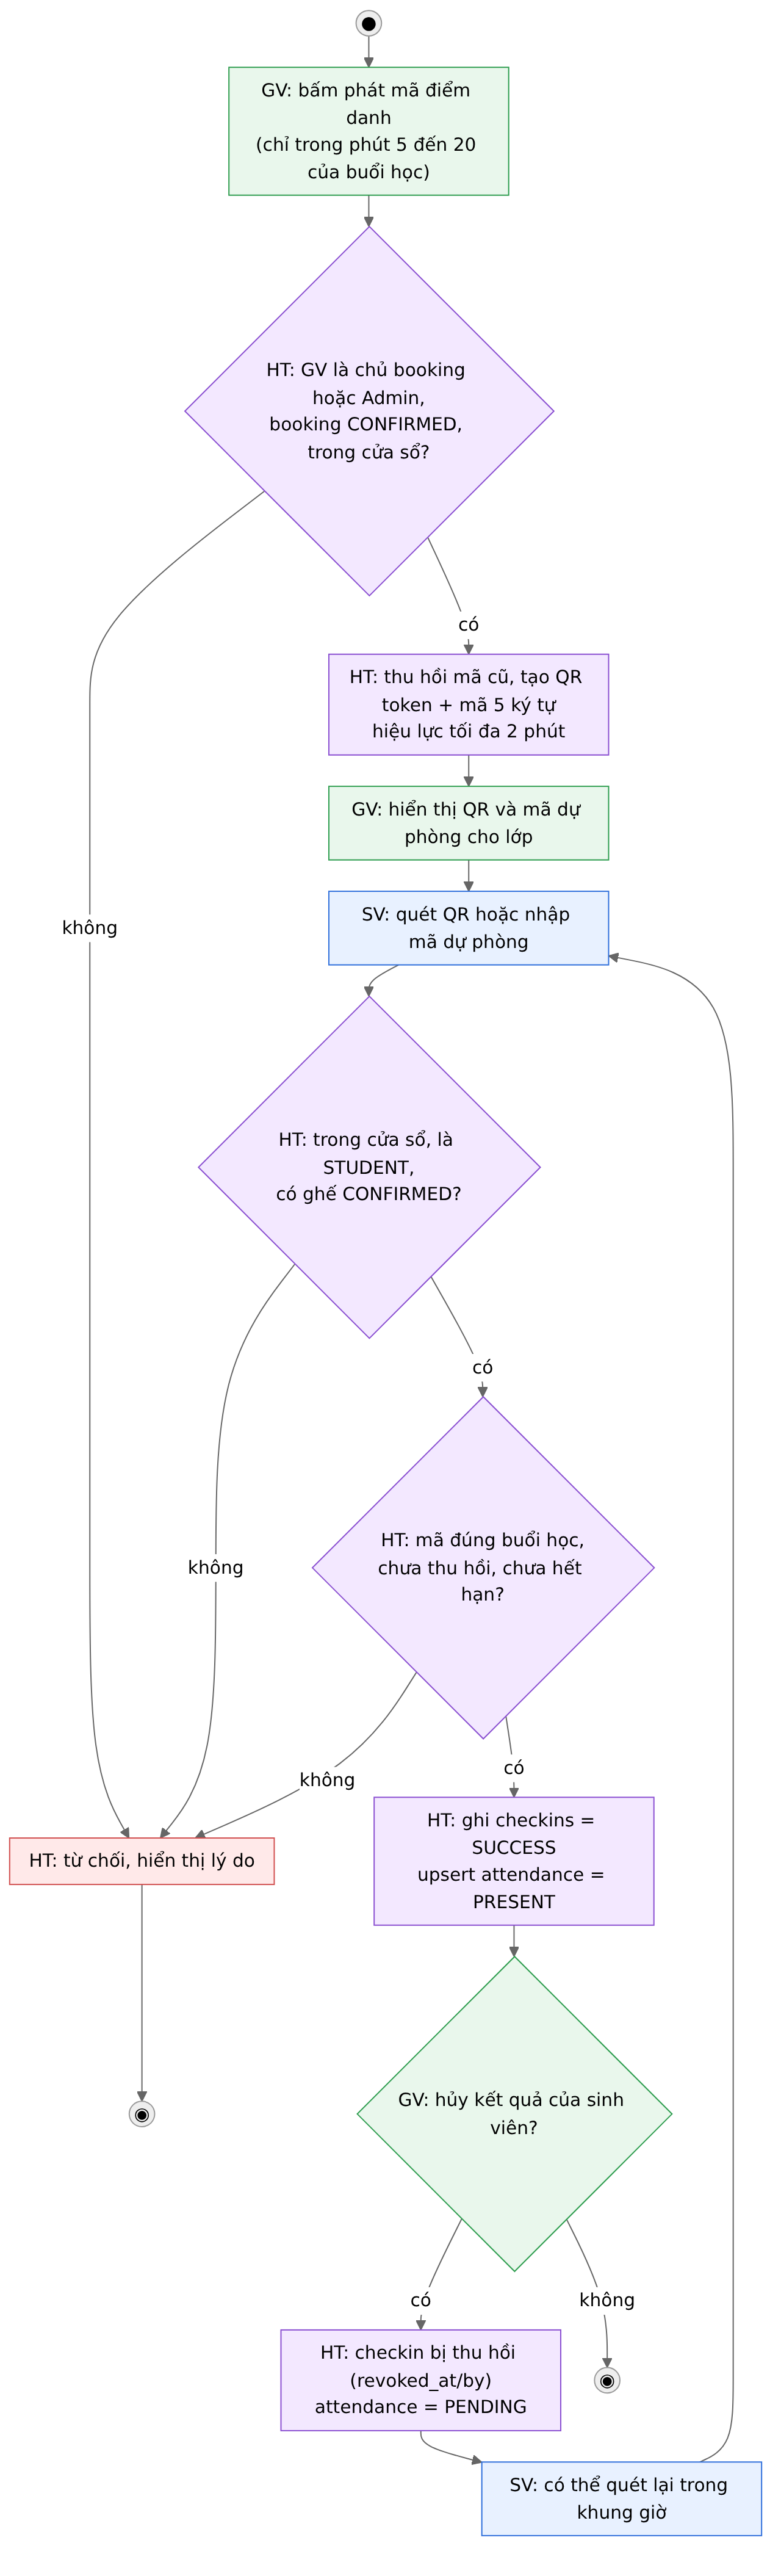 GV: bấm phát mã điểm
danh
(chỉ trong phút 5 đến 20
của buổi học)
HT: GV là chủ booking
hoặc Admin,
booking CONFIRMED,
trong cửa sổ?
có
HT: thu hồi mã cũ, tạo QR
token + mã 5 ký tự
hiệu lực tối đa 2 phút
GV: hiển thị QR và mã dự
phòng cho lớp
SV: quét QR hoặc nhập
mã dự phòng
không
HT: trong cửa sổ, là
STUDENT,
có ghế CONFIRMED?
có
HT: mã đúng buổi học,
chưa thu hồi, chưa hết
hạn?
không
có
không
HT: ghi checkins =
SUCCESS
upsert attendance =
PRESENT
HT: từ chối, hiển thị lý do
GV: hủy kết quả của sinh
viên?
có
không
HT: checkin bị thu hồi
(revoked_at/by)
attendance = PENDING
SV: có thể quét lại trong
khung giờ